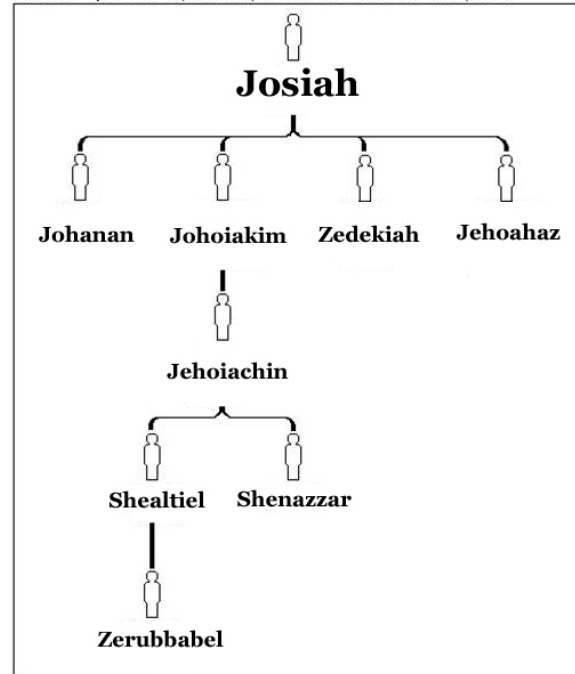 Josiah
Johanan Johoiakim Zedekiah Jehoahaz
Jehoiachin
Shealtiel Shenazzar
Zerubbabel